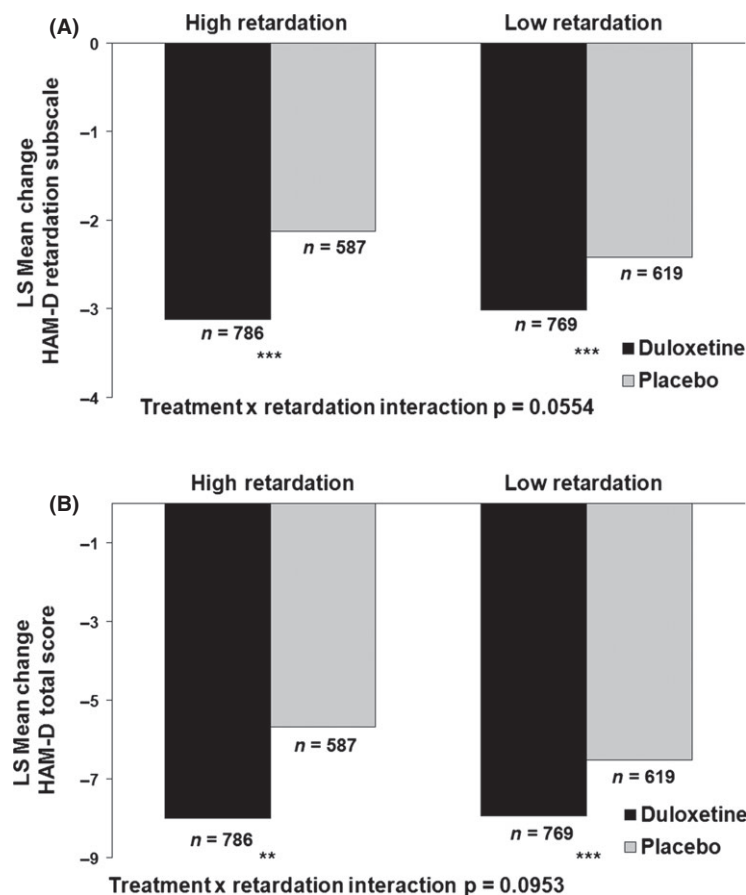 (A)
High retardation Low retardation
0
–1
–2
–3
–4
LS Mean change
HAM-D retardation subscale
n = 587
n = 619
n = 786
n = 769
***
***
Duloxetine
Placebo
Treatment x retardation interaction p = 0.0554
(B)
High retardation Low retardation
–1
–3
–5
–7
–9
LS Mean change
HAM-D total score
n = 587
n = 619
n = 786
n = 769
**
***
Duloxetine
Placebo
Treatment x retardation interaction p = 0.0953